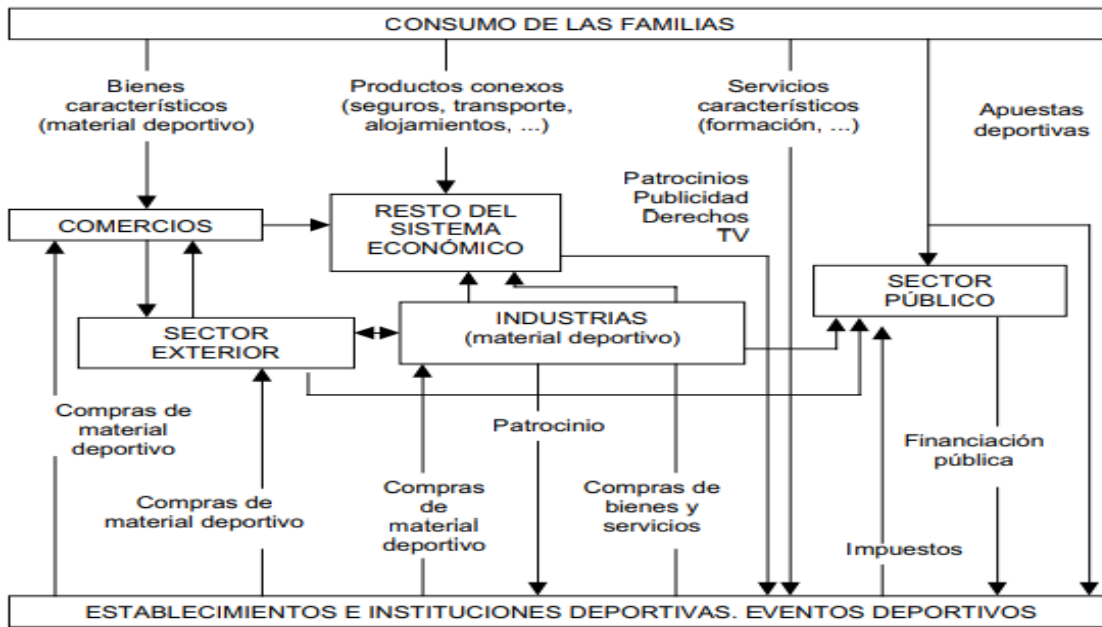 CONSUMO DE LAS FAMILIAS
Bienes
característicos
(material deportivo)
Productos conexos
(seguros, transporte,
alojamientos, ...)
Servicios
característicos
(formación, ...)
Apuestas
deportivas
Patrocinios
Publicidad
Derechos
TV
COMERCIOS
RESTO DEL
SISTEMA
ECONÓMICO
SECTOR
PÚBLICO
SECTOR
EXTERIOR
INDUSTRIAS
(material deportivo)
Compras de
material
deportivo
Compras de
material deportivo
Compras
de
material
deportivo
Patrocinio
Compras de
bienes y
servicios
Impuestos
Financiación
pública
ESTABLECIMIENTOS E INSTITUCIONES DEPORTIVAS. EVENTOS DEPORTIVOS